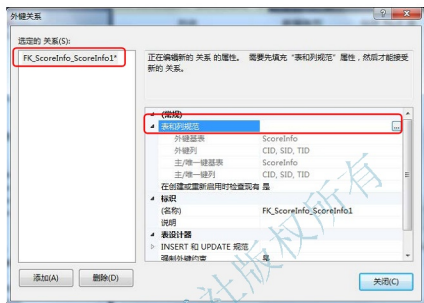 外键关系
选定的 关系(S):
FK_ScoreInfo_ScoreInfo1*
正在编辑新的 关系 的属性。 需要先填充“表和列规范”属性，然后才能接受
新的 关系。
(常规)
表和列规范
外键基表 ScoreInfo
外键列 CID, SID, TID
主/唯一键基表 ScoreInfo
主/唯一键列 CID, SID, TID
在创建或重新启用时检查现有 是
标识
(名称) FK_ScoreInfo_ScoreInfo1
说明
表设计器
INSERT 和 UPDATE 规范
强制外键约束 是
添加(A) 删除(D) 关闭(C)
社版权所有